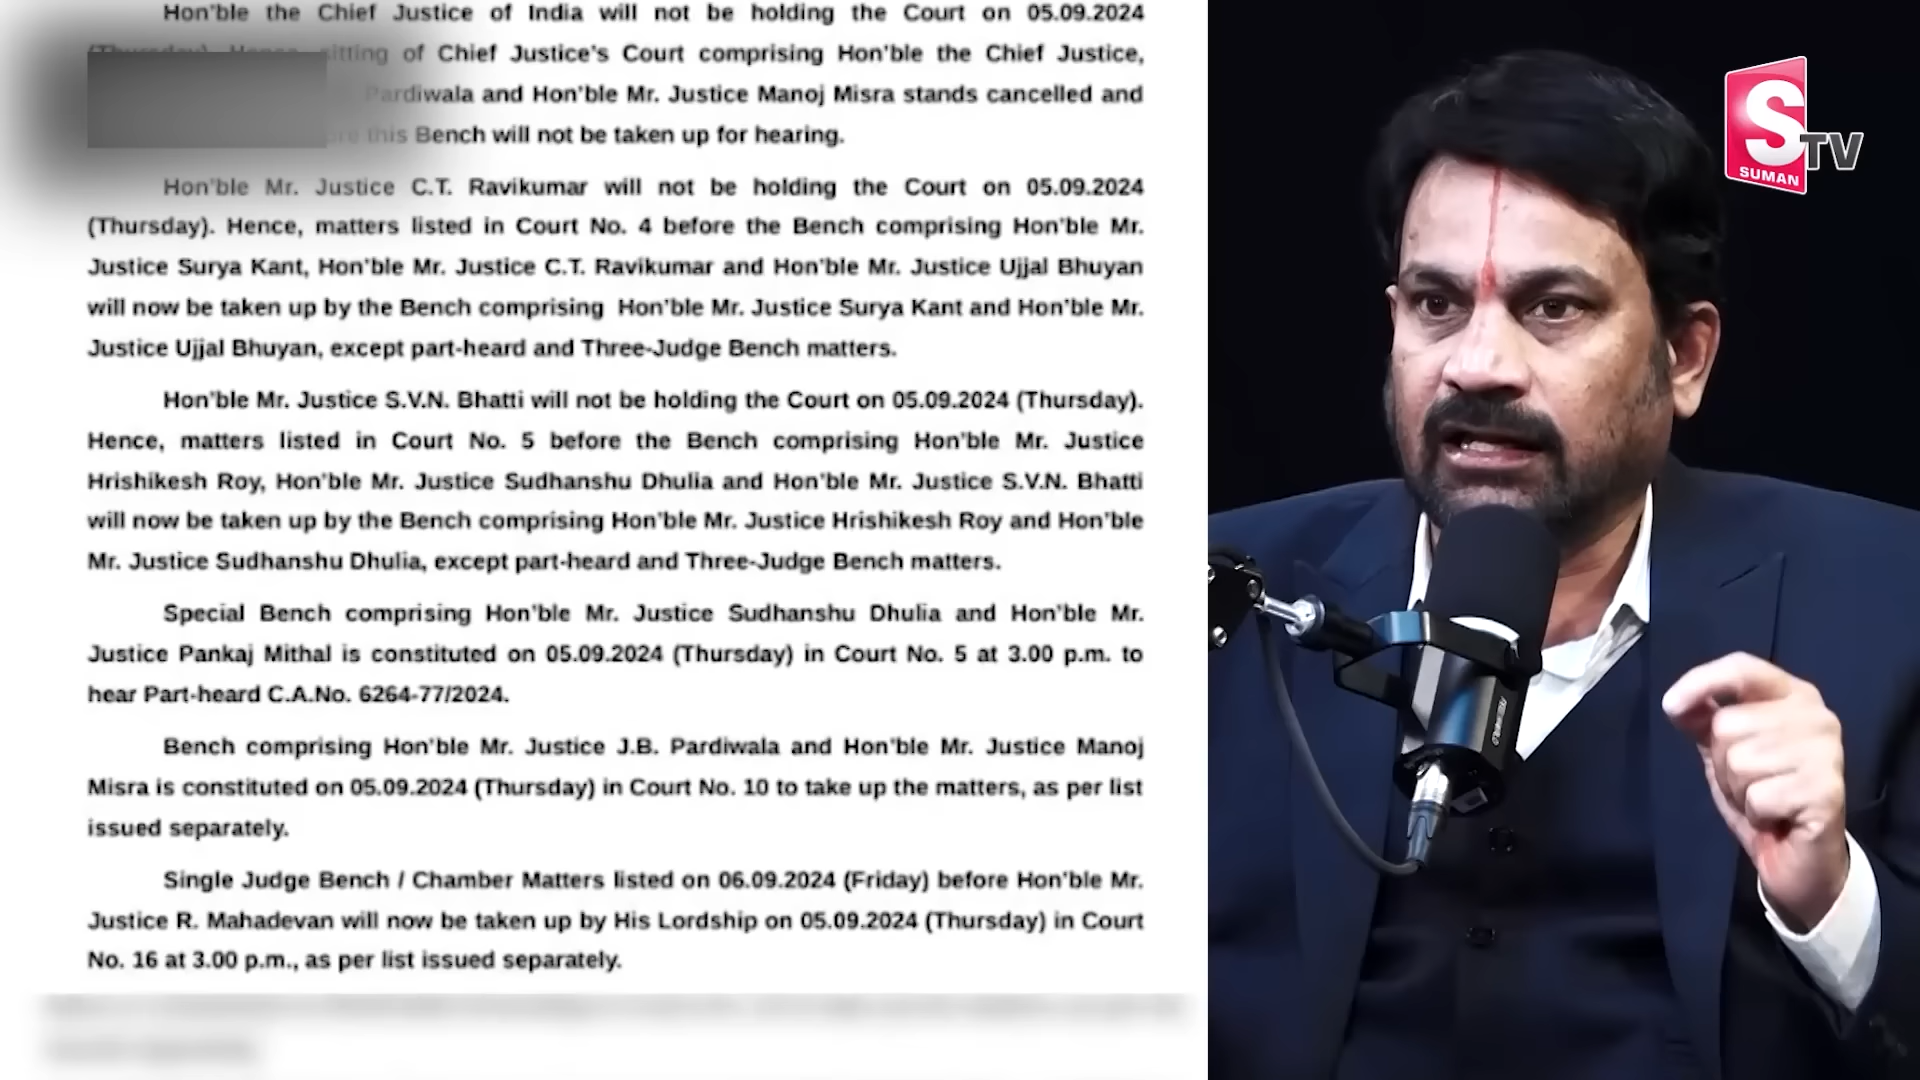 Hon'ble the Chief Justice of India will not be holding the Court on 05.09.2024
(Thursday). Hence, sitting of Chief Justice's Court comprising Hon'ble the Chief Justice,
Pardiwala and Hon'ble Mr. Justice Manoj Misra stands cancelled and
this Bench will not be taken up for hearing.
Hon'ble Mr. Justice C.T. Ravikumar will not be holding the Court on 05.09.2024
(Thursday). Hence, matters listed in Court No. 4 before the Bench comprising Hon'ble Mr.
Justice Surya Kant, Hon'ble Mr. Justice C.T. Ravikumar and Hon'ble Mr. Justice Ujjal Bhuyan
will now be taken up by the Bench comprising Hon'ble Mr. Justice Surya Kant and Hon'ble Mr.
Justice Ujjal Bhuyan, except part-heard and Three-Judge Bench matters.
Hon'ble Mr. Justice S.V.N. Bhatti will not be holding the Court on 05.09.2024 (Thursday).
Hence, matters listed in Court No. 5 before the Bench comprising Hon'ble Mr. Justice
Hrishikesh Roy, Hon'ble Mr. Justice Sudhanshu Dhulia and Hon'ble Mr. Justice S.V.N. Bhatti
will now be taken up by the Bench comprising Hon'ble Mr. Justice Hrishikesh Roy and Hon'ble
Mr. Justice Sudhanshu Dhulia, except part-heard and Three-Judge Bench matters.
Special Bench comprising Hon'ble Mr. Justice Sudhanshu Dhulia and Hon'ble Mr.
Justice Pankaj Mithal is constituted on 05.09.2024 (Thursday) in Court No. 5 at 3.00 p.m. to
hear Part-heard C.A.No. 6264-77/2024.
Bench comprising Hon'ble Mr. Justice J.B. Pardiwala and Hon'ble Mr. Justice Manoj
Misra is constituted on 05.09.2024 (Thursday) in Court No. 10 to take up the matters, as per list
issued separately.
Single Judge Bench / Chamber Matters listed on 06.09.2024 (Friday) before Hon'ble Mr.
Justice R. Mahadevan will now be taken up by His Lordship on 05.09.2024 (Thursday) in Court
No. 16 at 3.00 p.m., as per list issued separately.
S TV
SUMAN